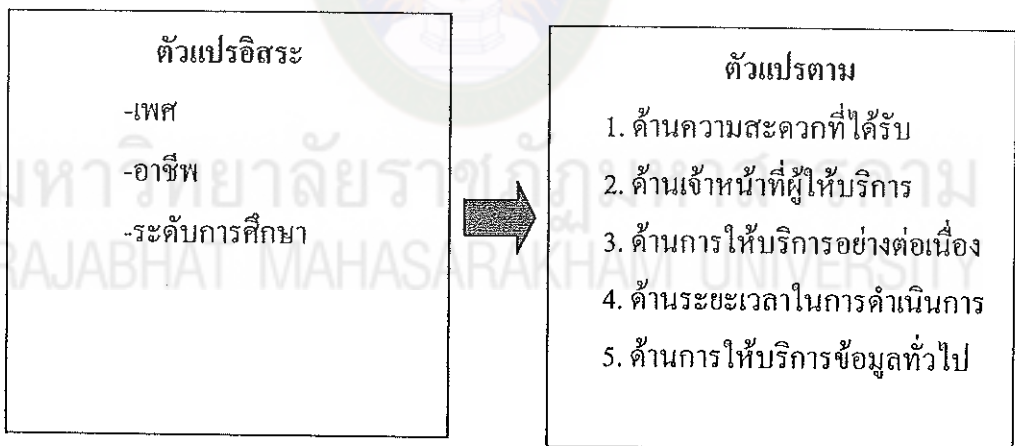 ตัวแปรอิสระ
-เพศ
-อาชีพ
-ระดับการศึกษา
ตัวแปรตาม
1. ด้านความสะดวกที่ได้รับ
2. ด้านเจ้าหน้าที่ผู้ให้บริการ
3. ด้านการให้บริการอย่างต่อเนื่อง
4. ด้านระยะเวลาในการดำเนินการ
5. ด้านการให้บริการข้อมูลทั่วไป
มหาวิทยาลัยราชภัฏมหาสารคาม
RAJABHAT MAHASARAKHAM UNIVERSITY